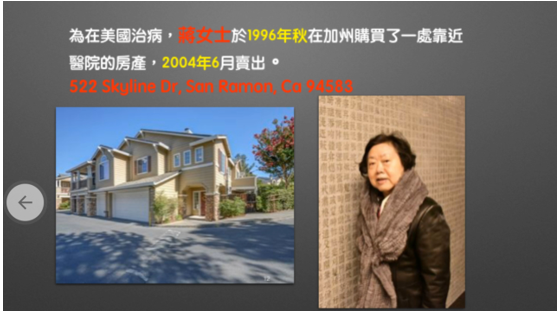 為在美國治病，蔣女士於1996年秋在加州購買了一處靠近
醫院的房產，2004年6月賣出。
522 Skyline Dr, San Ramon, Ca 94583